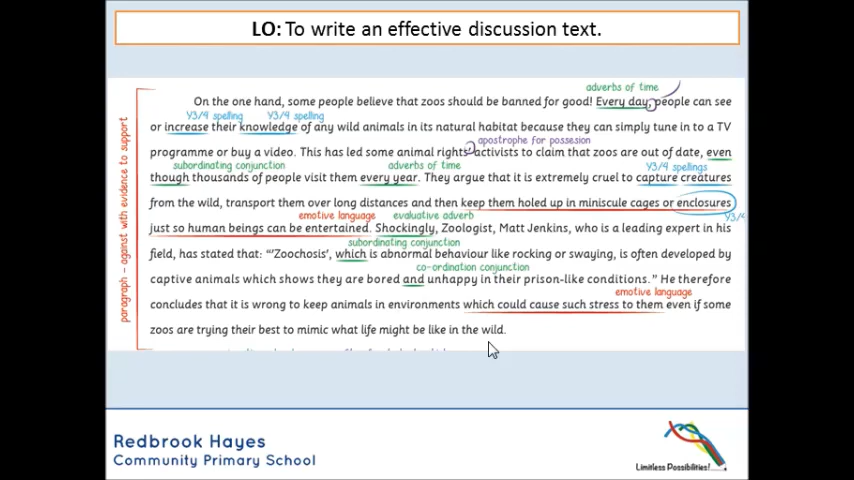 LO: To write an effective discussion text.
adverbs of time
On the one hand, some people believe that zoos should be banned for good! Every day, people can see
Y3/4 spelling Y3/4 spellings
or increase their knowledge of any wild animals in its natural habitat because they can simply tune in to a TV
apostrophe for possesion
programme or buy a video. This has led some animal rights' activists to claim that zoos are out of date, even
subordinating conjunction adverbs of time Y3/4 spellings
though thousands of people visit them every year. They argue that it is extremely cruel to capture creatures
from the wild, transport them over long distances and then keep them holed up in miniscule cages or enclosures
emotive language evaluative adverb Y3/4
just so human beings can be entertained. Shockingly, Zoologist, Matt Jenkins, who is a leading expert in his
subordinating conjunction
field, has stated that: “‘Zoochosis’, which is abnormal behaviour like rocking or swaying, is often developed by
co-ordination conjunction
captive animals which shows they are bored and unhappy in their prison-like conditions.” He therefore
emotive language
concludes that it is wrong to keep animals in environments which could cause such stress to them even if some
zoos are trying their best to mimic what life might be like in the wild.
paragraph – against with evidence to support
Redbrook Hayes
Community Primary School
Limitless Possibilities!